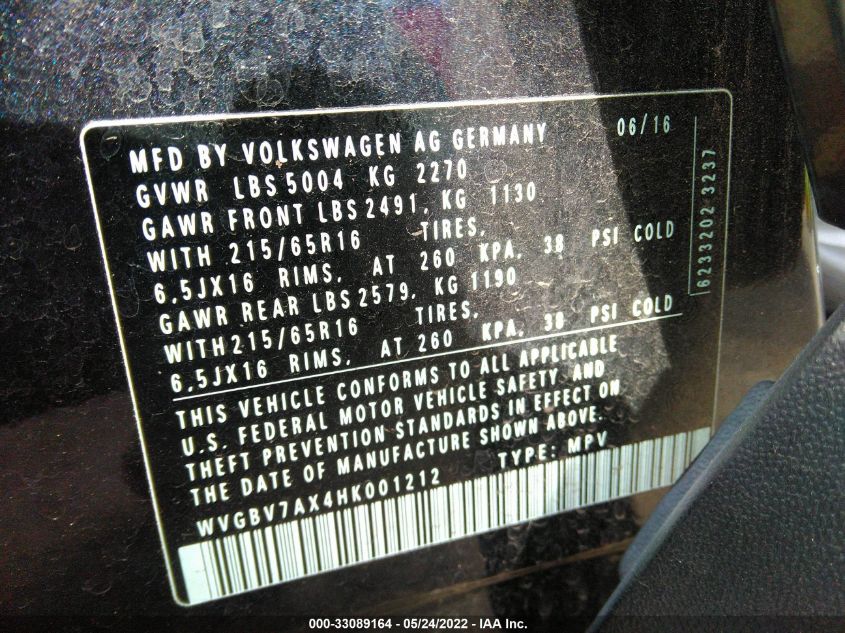 MFD BY VOLKSWAGEN AG GERMANY 06/16
GVWR LBS 5004 KG 2270
GAWR FRONT LBS 2491, KG 1130
WITH 215/65R16 TIRES,
6,5JX16 RIMS, AT 260 KPA, 38 PSI COLD
GAWR REAR LBS 2579, KG 1190
WITH 215/65R16 TIRES,
6,5JX16 RIMS, AT 260 KPA, 38 PSI COLD
THIS VEHICLE CONFORMS TO ALL APPLICABLE
U.S. FEDERAL MOTOR VEHICLE SAFETY, AND
THEFT PREVENTION STANDARDS IN EFFECT ON
THE DATE OF MANUFACTURE SHOWN ABOVE.
WVGBV7AX4HK001212 TYPE: MPV
6233202 3237
000-33089164 - 05/24/2022 - IAA Inc.